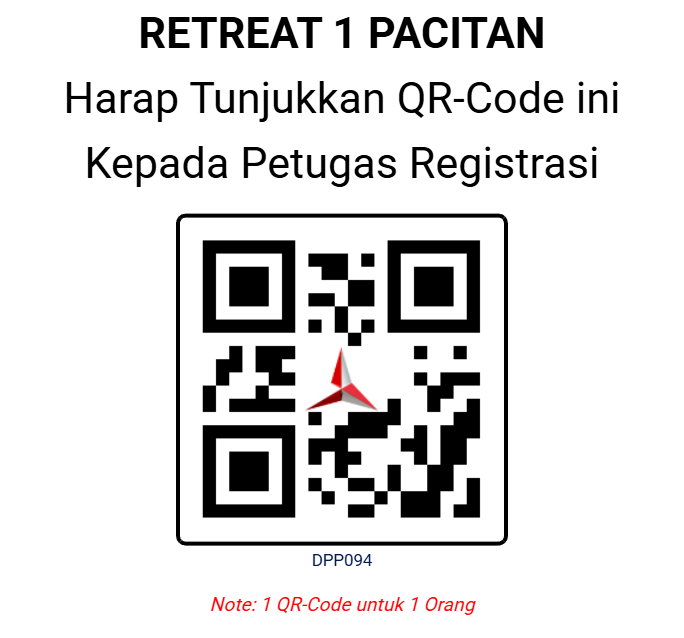 RETREAT 1 PACITAN
Harap Tunjukkan QR-Code ini
Kepada Petugas Registrasi
DPP094
Note: 1 QR-Code untuk 1 Orang